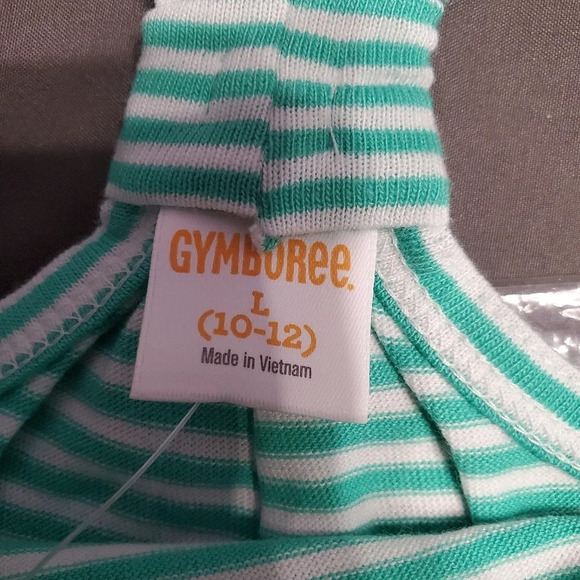 GYMBOREE.
L
(10-12)
Made in Vietnam